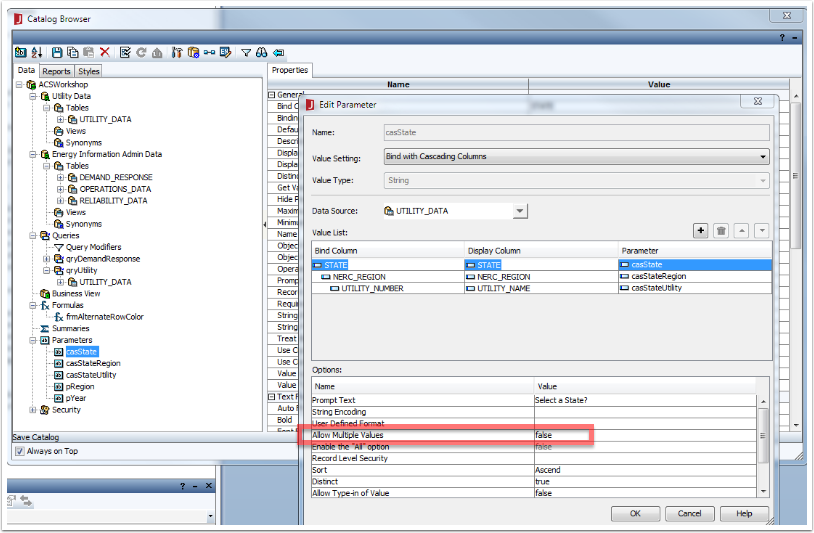 Catalog Browser
? -
Data Reports Styles
ACSWorkshop
Utility Data
Tables
UTILITY_DATA
Views
Synonyms
Energy Information Admin Data
Tables
DEMAND_RESPONSE
OPERATIONS_DATA
RELIABILITY_DATA
Views
Synonyms
Queries
Query Modifiers
qryDemandResponse
qryUtility
UTILITY_DATA
Business View
Formulas
frmAlternateRowColor
Summaries
Parameters
casState
casStateRegion
casStateUtility
pRegion
pYear
Security
Save Catalog
Always on Top
? - ×
Properties
Name Value
General
Bind C
Bindin
Defau
Descri
Displa
Displa
Distinc
Get Va
Hide P
Maxim
Minim
Name
Object
Object
Operat
Promp
Record
Requir
String
String
Treat
Use C
Use C
Value
Value
Text F
Auto F
Bold
Edit Parameter
Name: casState
Value Setting: Bind with Cascading Columns
Value Type: String
Data Source: UTILITY_DATA
Value List:
Bind Column Display Column Parameter
STATE STATE casState
NERC_REGION NERC_REGION casStateRegion
UTILITY_NUMBER UTILITY_NAME casStateUtility
Options:
Name Value
Prompt Text Select a State?
String Encoding
User Defined Format
Allow Multiple Values false
Enable the "All" option false
Record Level Security
Sort Ascend
Distinct true
Allow Type-in of Value false
OK Cancel Help